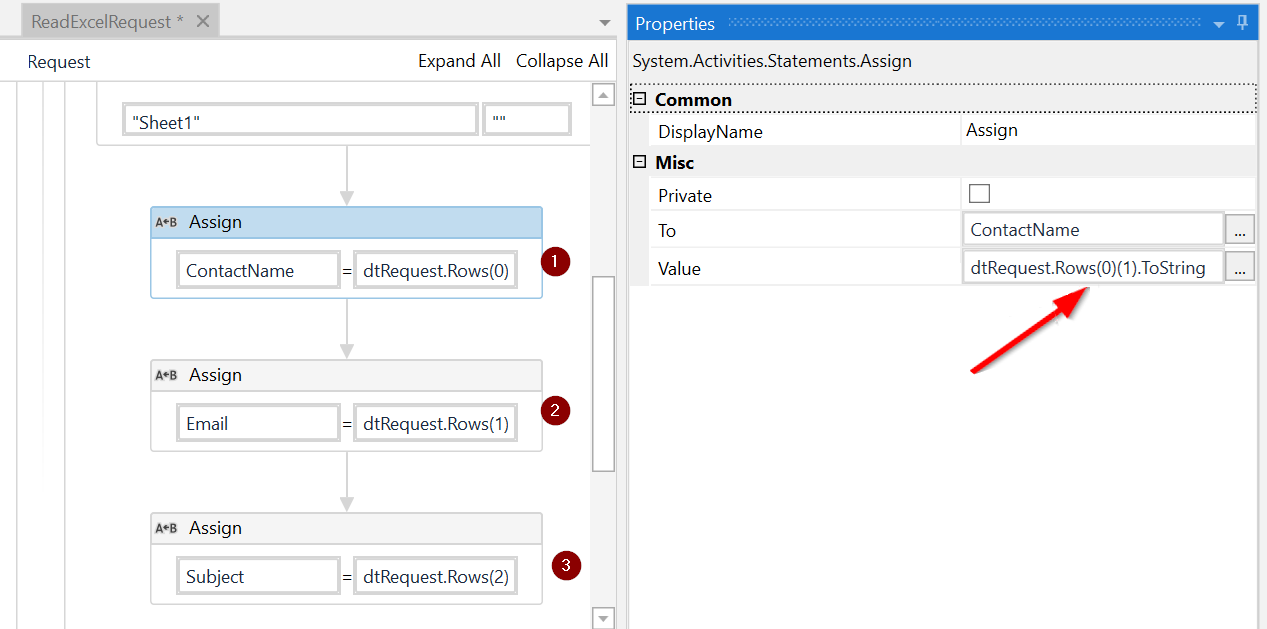 ReadExcelRequest *
Request Expand All Collapse All
"Sheet1" ""
A B Assign
ContactName = dtRequest.Rows(0) 1
A B Assign
Email = dtRequest.Rows(1) 2
A B Assign
Subject = dtRequest.Rows(2) 3
Properties
System.Activities.Statements.Assign
Common
DisplayName Assign
Misc
Private
To ContactName ...
Value dtRequest.Rows(0)(1).ToString ...